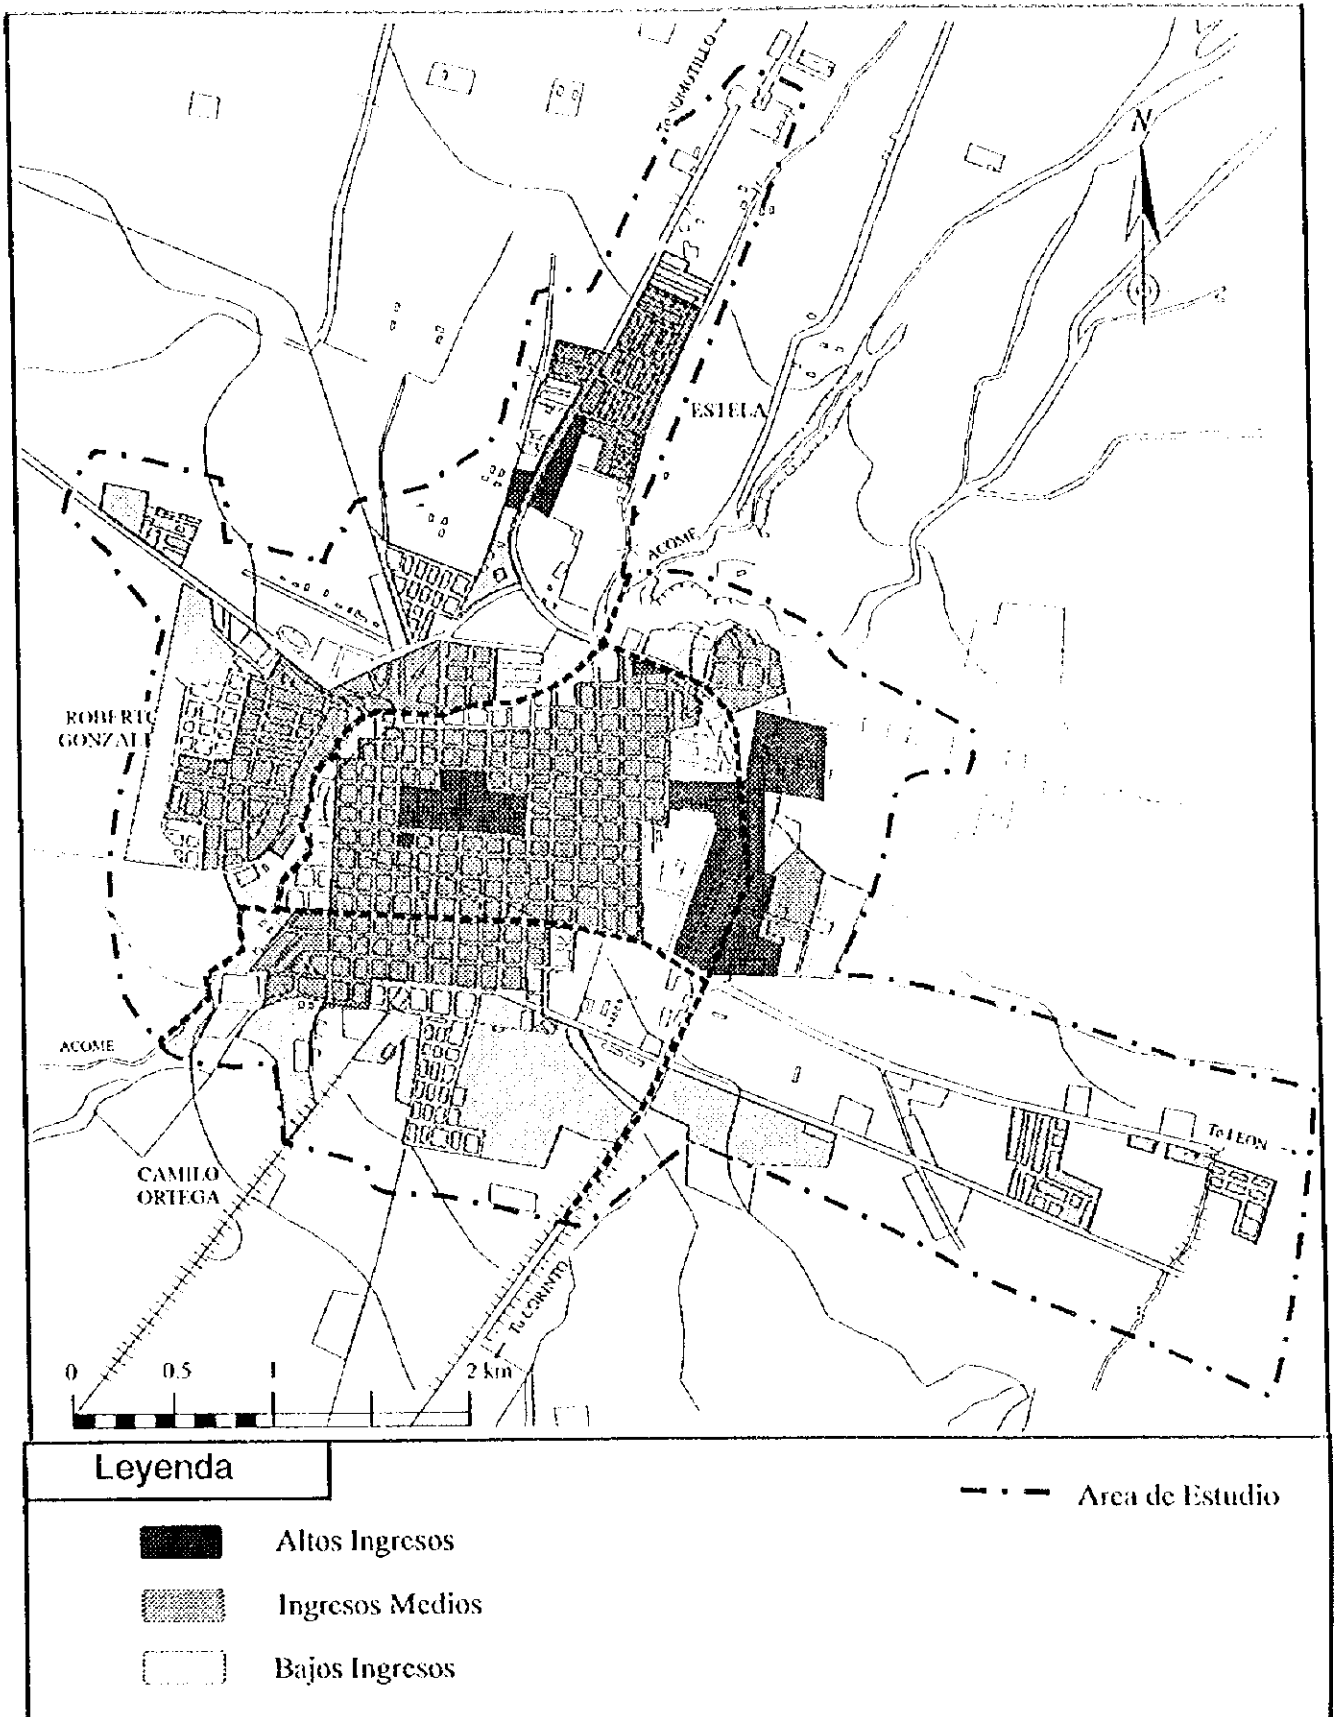 To SOMOTILLO
N
ESTELA
ACOME
ROBERTO
GONZALE
ACOME
CAMILO
ORTEGA
To LEON
To CORINTO
0 0.5 1 2 km
Leyenda
Area de Estudio
Altos Ingresos
Ingresos Medios
Bajos Ingresos